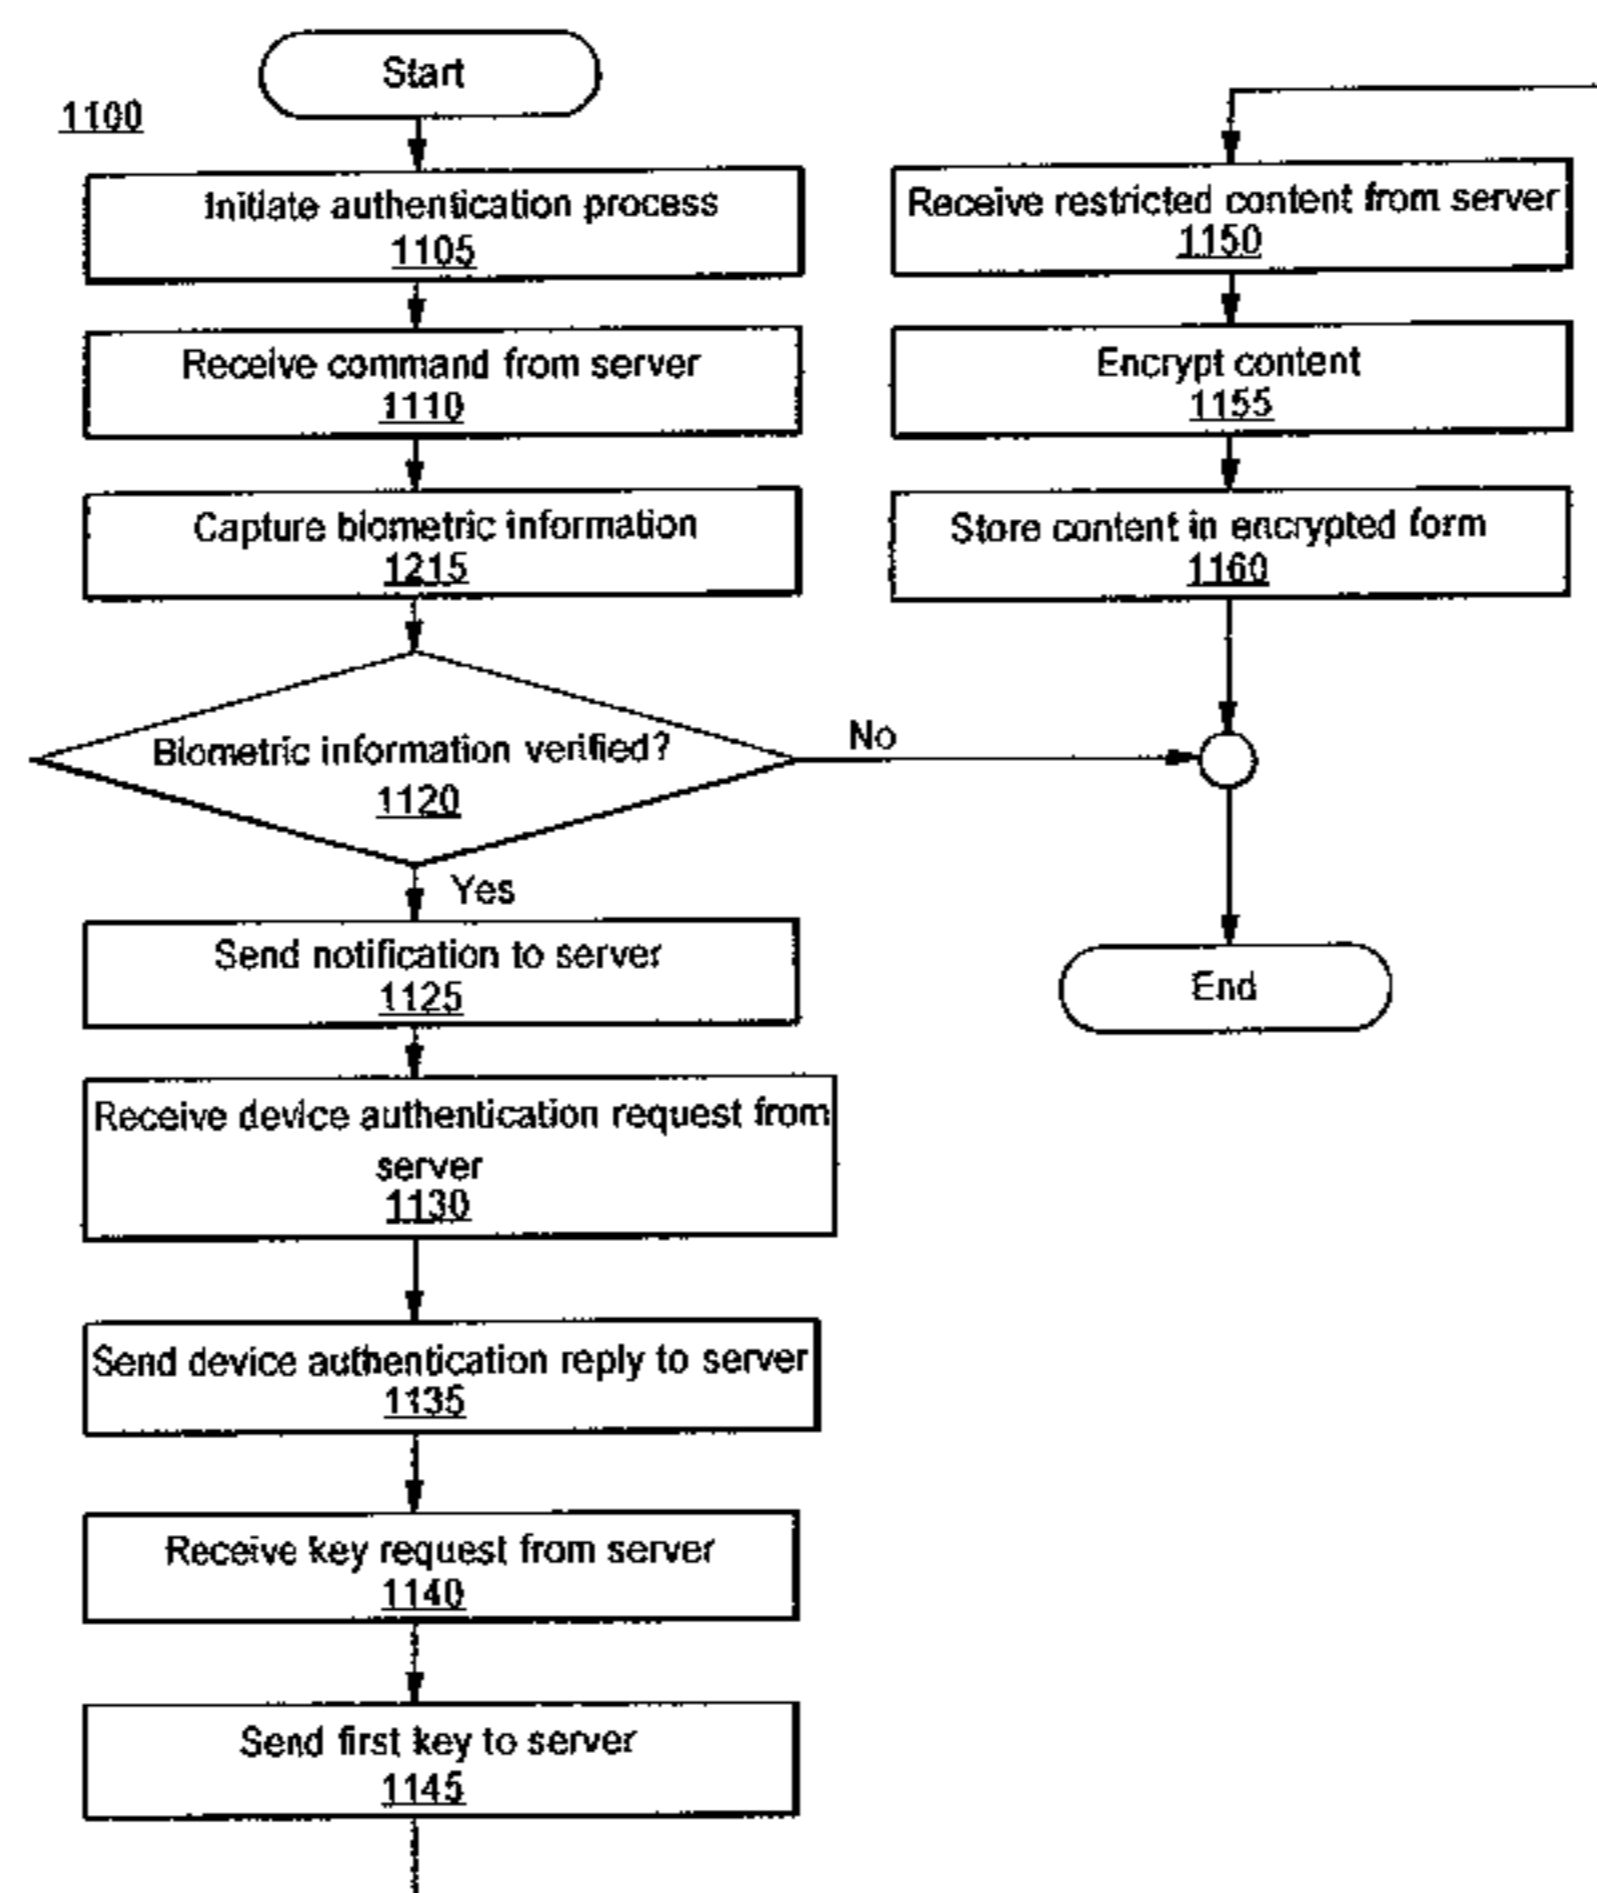 Start
1100
Initiate authentication process
1105
Receive command from server
1110
Capture biometric information
1215
Biometric information verified?
1120
No
Yes
Send notification to server
1125
Receive device authentication request from
server
1130
Send device authentication reply to server
1135
Receive key request from server
1140
Send first key to server
1145
Receive restricted content from server
1150
Encrypt content
1155
Store content in encrypted form
1160
End